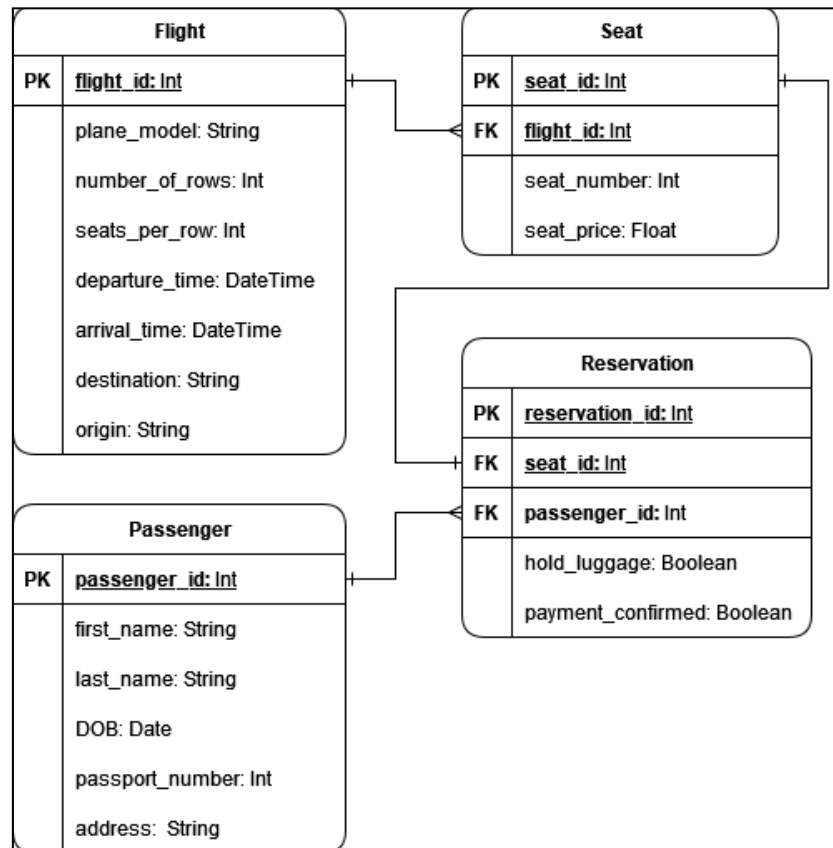 Flight
PK flight_id: Int
plane_model: String
number_of_rows: Int
seats_per_row: Int
departure_time: DateTime
arrival_time: DateTime
destination: String
origin: String
Seat
PK seat_id: Int
FK flight_id: Int
seat_number: Int
seat_price: Float
Reservation
PK reservation_id: Int
FK seat_id: Int
FK passenger_id: Int
hold_luggage: Boolean
payment_confirmed: Boolean
Passenger
PK passenger_id: Int
first_name: String
last_name: String
DOB: Date
passport_number: Int
address: String